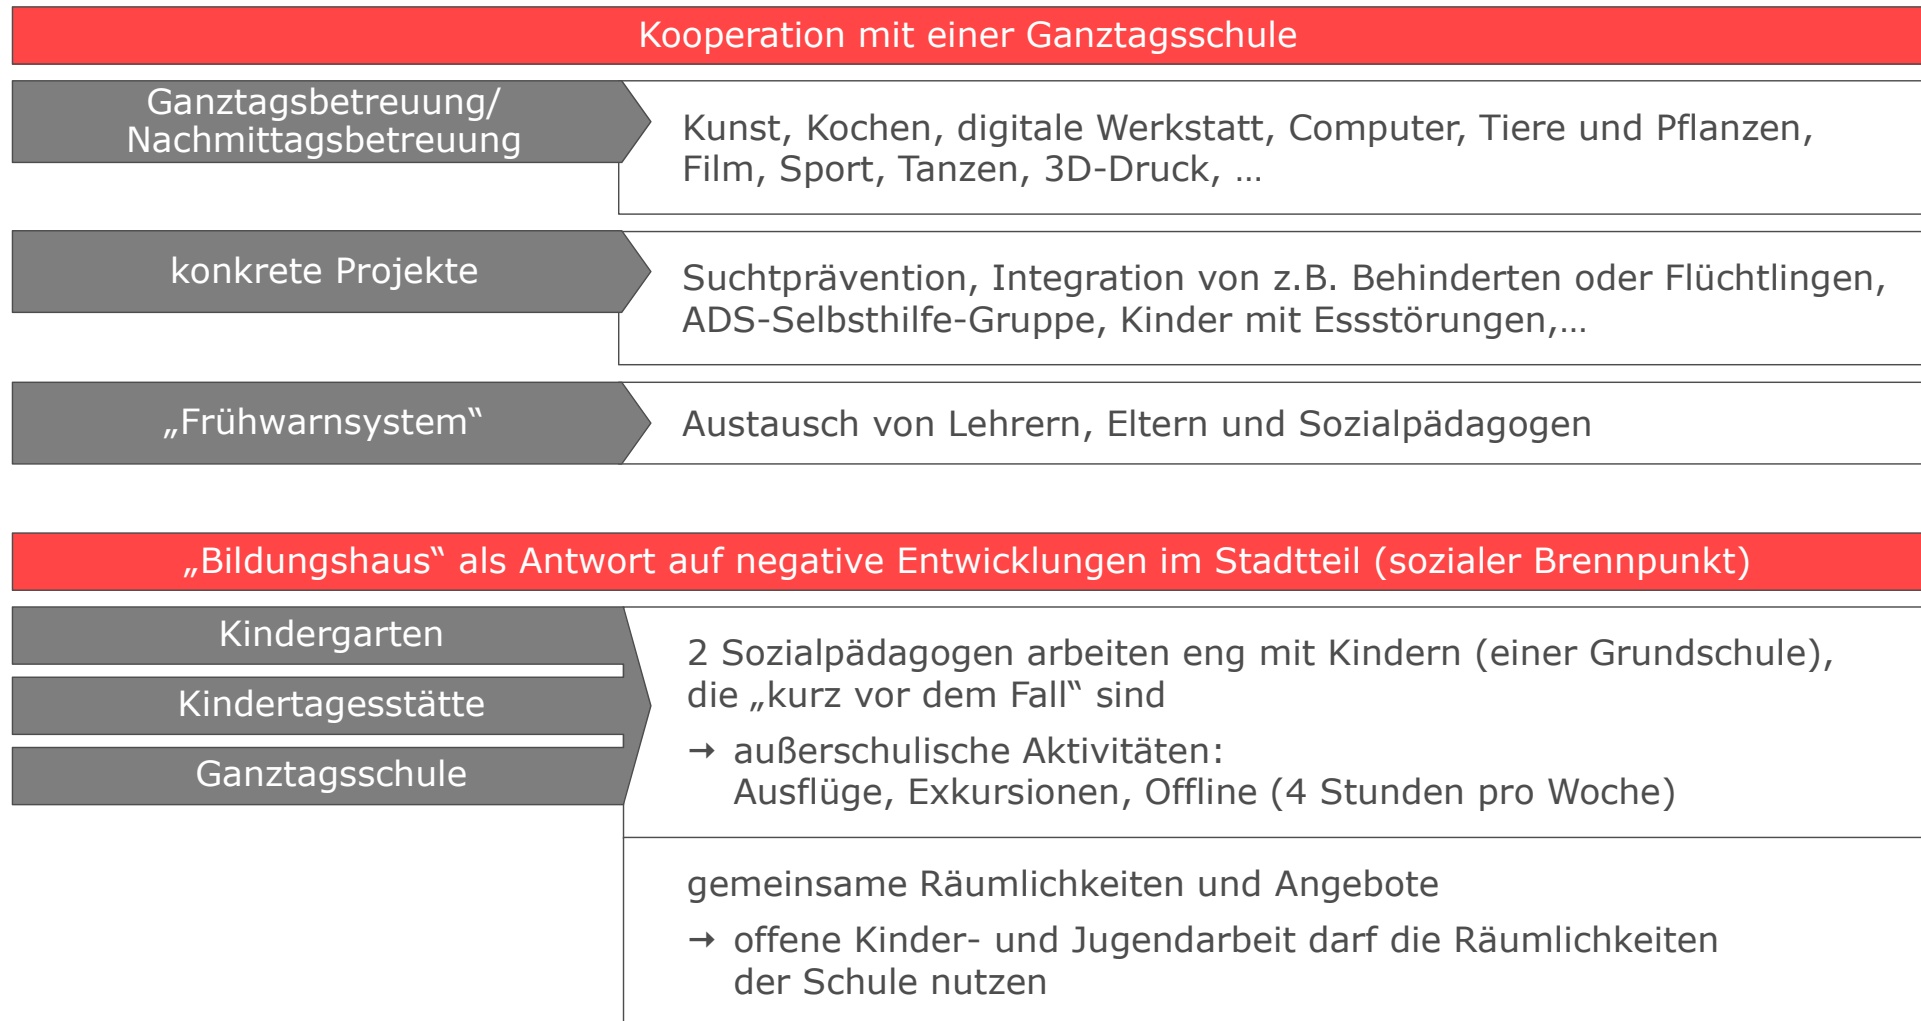 Kooperation mit einer Ganztagsschule
Ganztagsbetreuung/
Nachmittagsbetreuung
Kunst, Kochen, digitale Werkstatt, Computer, Tiere und Pflanzen,
Film, Sport, Tanzen, 3D-Druck, …
konkrete Projekte
Suchtprävention, Integration von z.B. Behinderten oder Flüchtlingen,
ADS-Selbsthilfe-Gruppe, Kinder mit Essstörungen,…
„Frühwarnsystem“
Austausch von Lehrern, Eltern und Sozialpädagogen
„Bildungshaus“ als Antwort auf negative Entwicklungen im Stadtteil (sozialer Brennpunkt)
Kindergarten
Kindertagesstätte
Ganztagsschule
2 Sozialpädagogen arbeiten eng mit Kindern (einer Grundschule),
die „kurz vor dem Fall“ sind
→ außerschulische Aktivitäten:
Ausflüge, Exkursionen, Offline (4 Stunden pro Woche)
gemeinsame Räumlichkeiten und Angebote
→ offene Kinder- und Jugendarbeit darf die Räumlichkeiten
der Schule nutzen